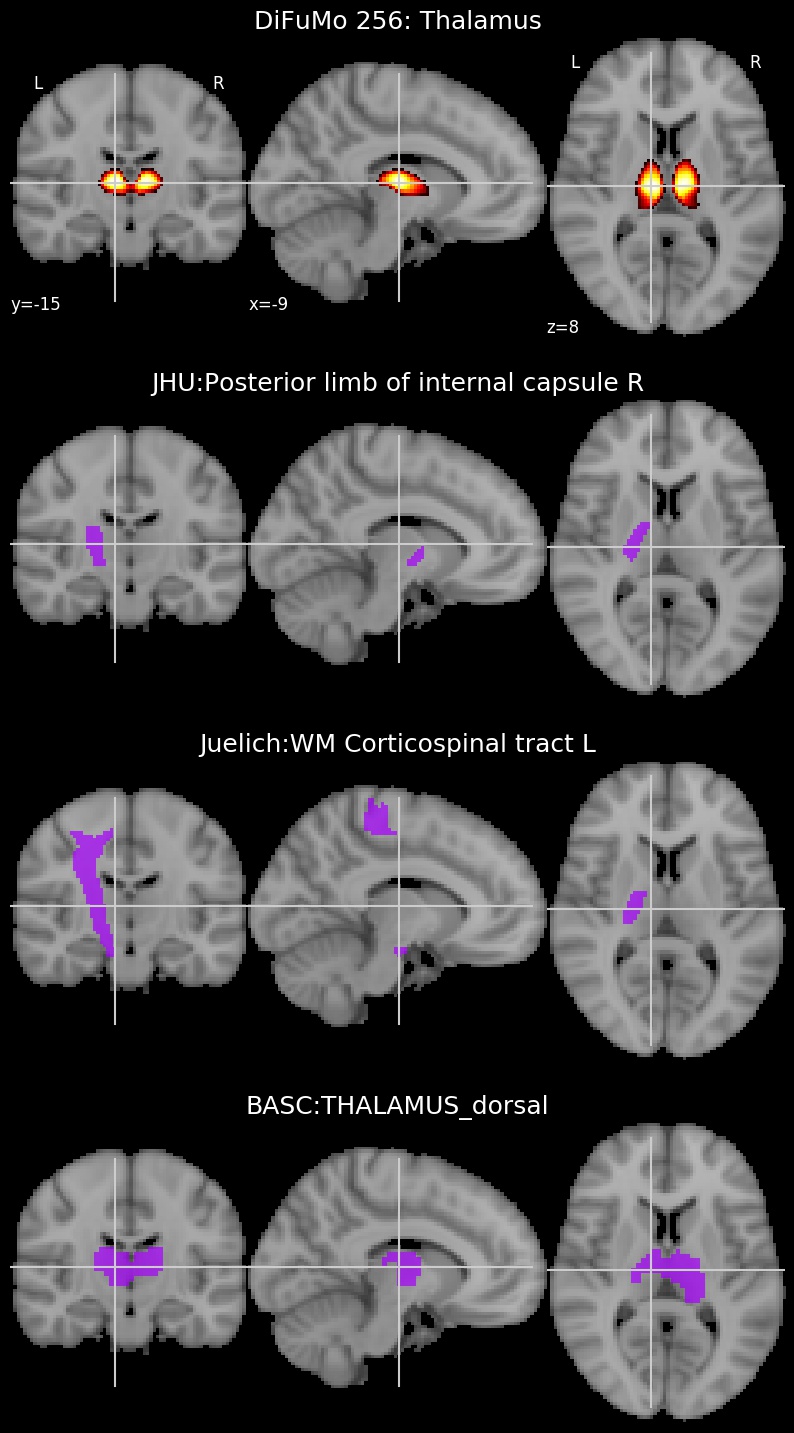 DiFuMo 256: Thalamus
L R L R
y=-15 x=-9 z=8
JHU:Posterior limb of internal capsule R
Juelich:WM Corticospinal tract L
BASC:THALAMUS_dorsal